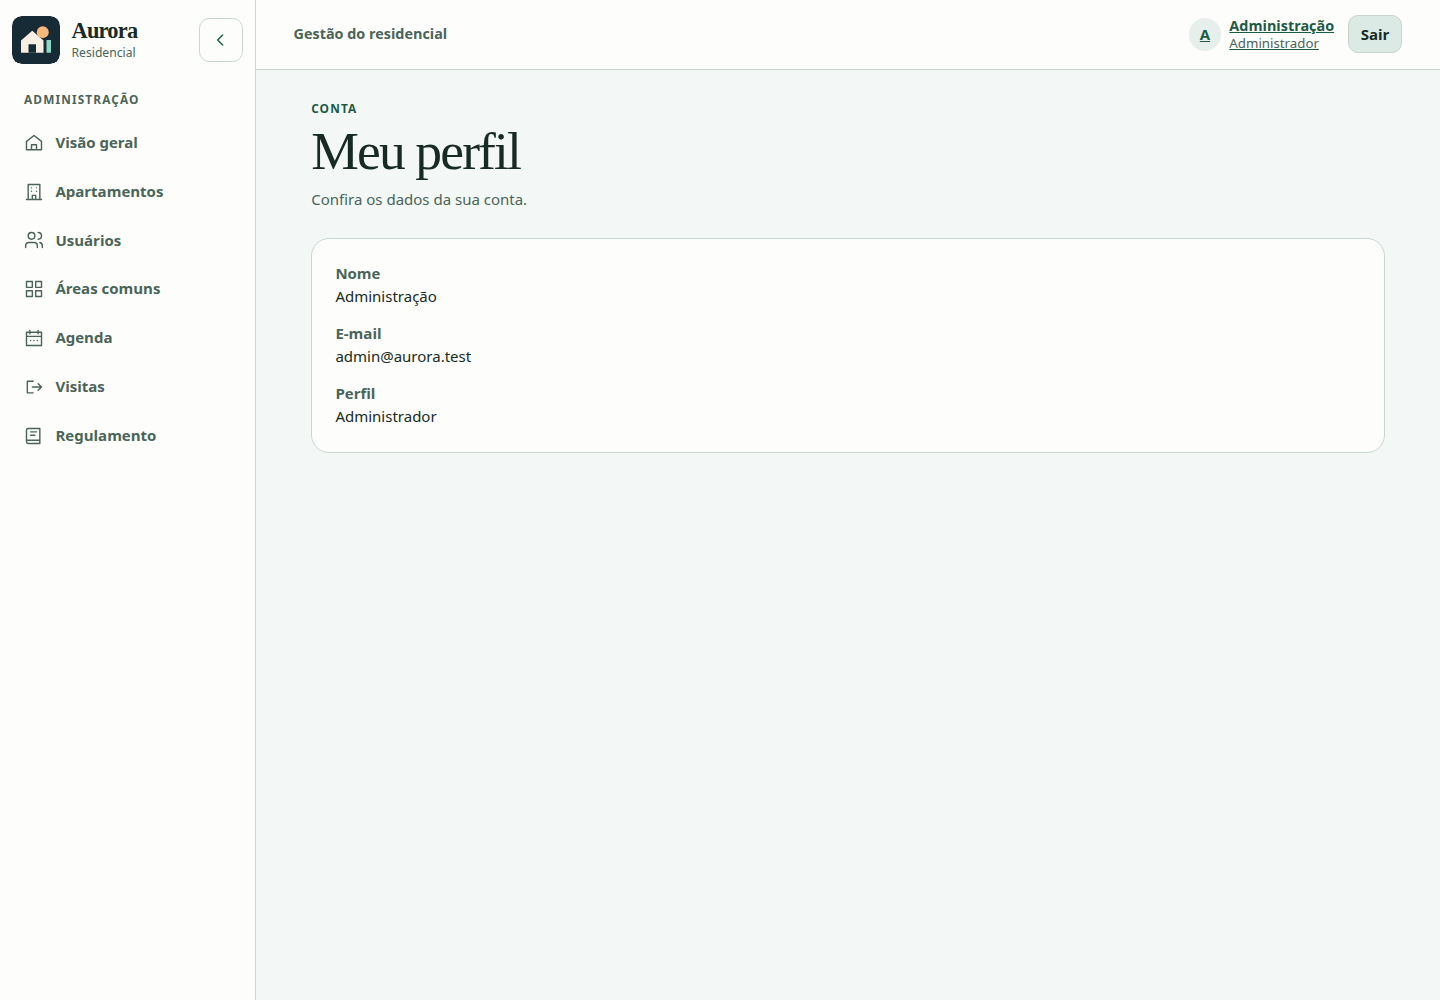 Aurora
Residencial
ADMINISTRAÇÃO
Visão geral
Apartamentos
Usuários
Áreas comuns
Agenda
Visitas
Regulamento
Gestão do residencial
A
Administração
Administrador
Sair
CONTA
Meu perfil
Confira os dados da sua conta.
Nome
Administração
E-mail
admin@aurora.test
Perfil
Administrador